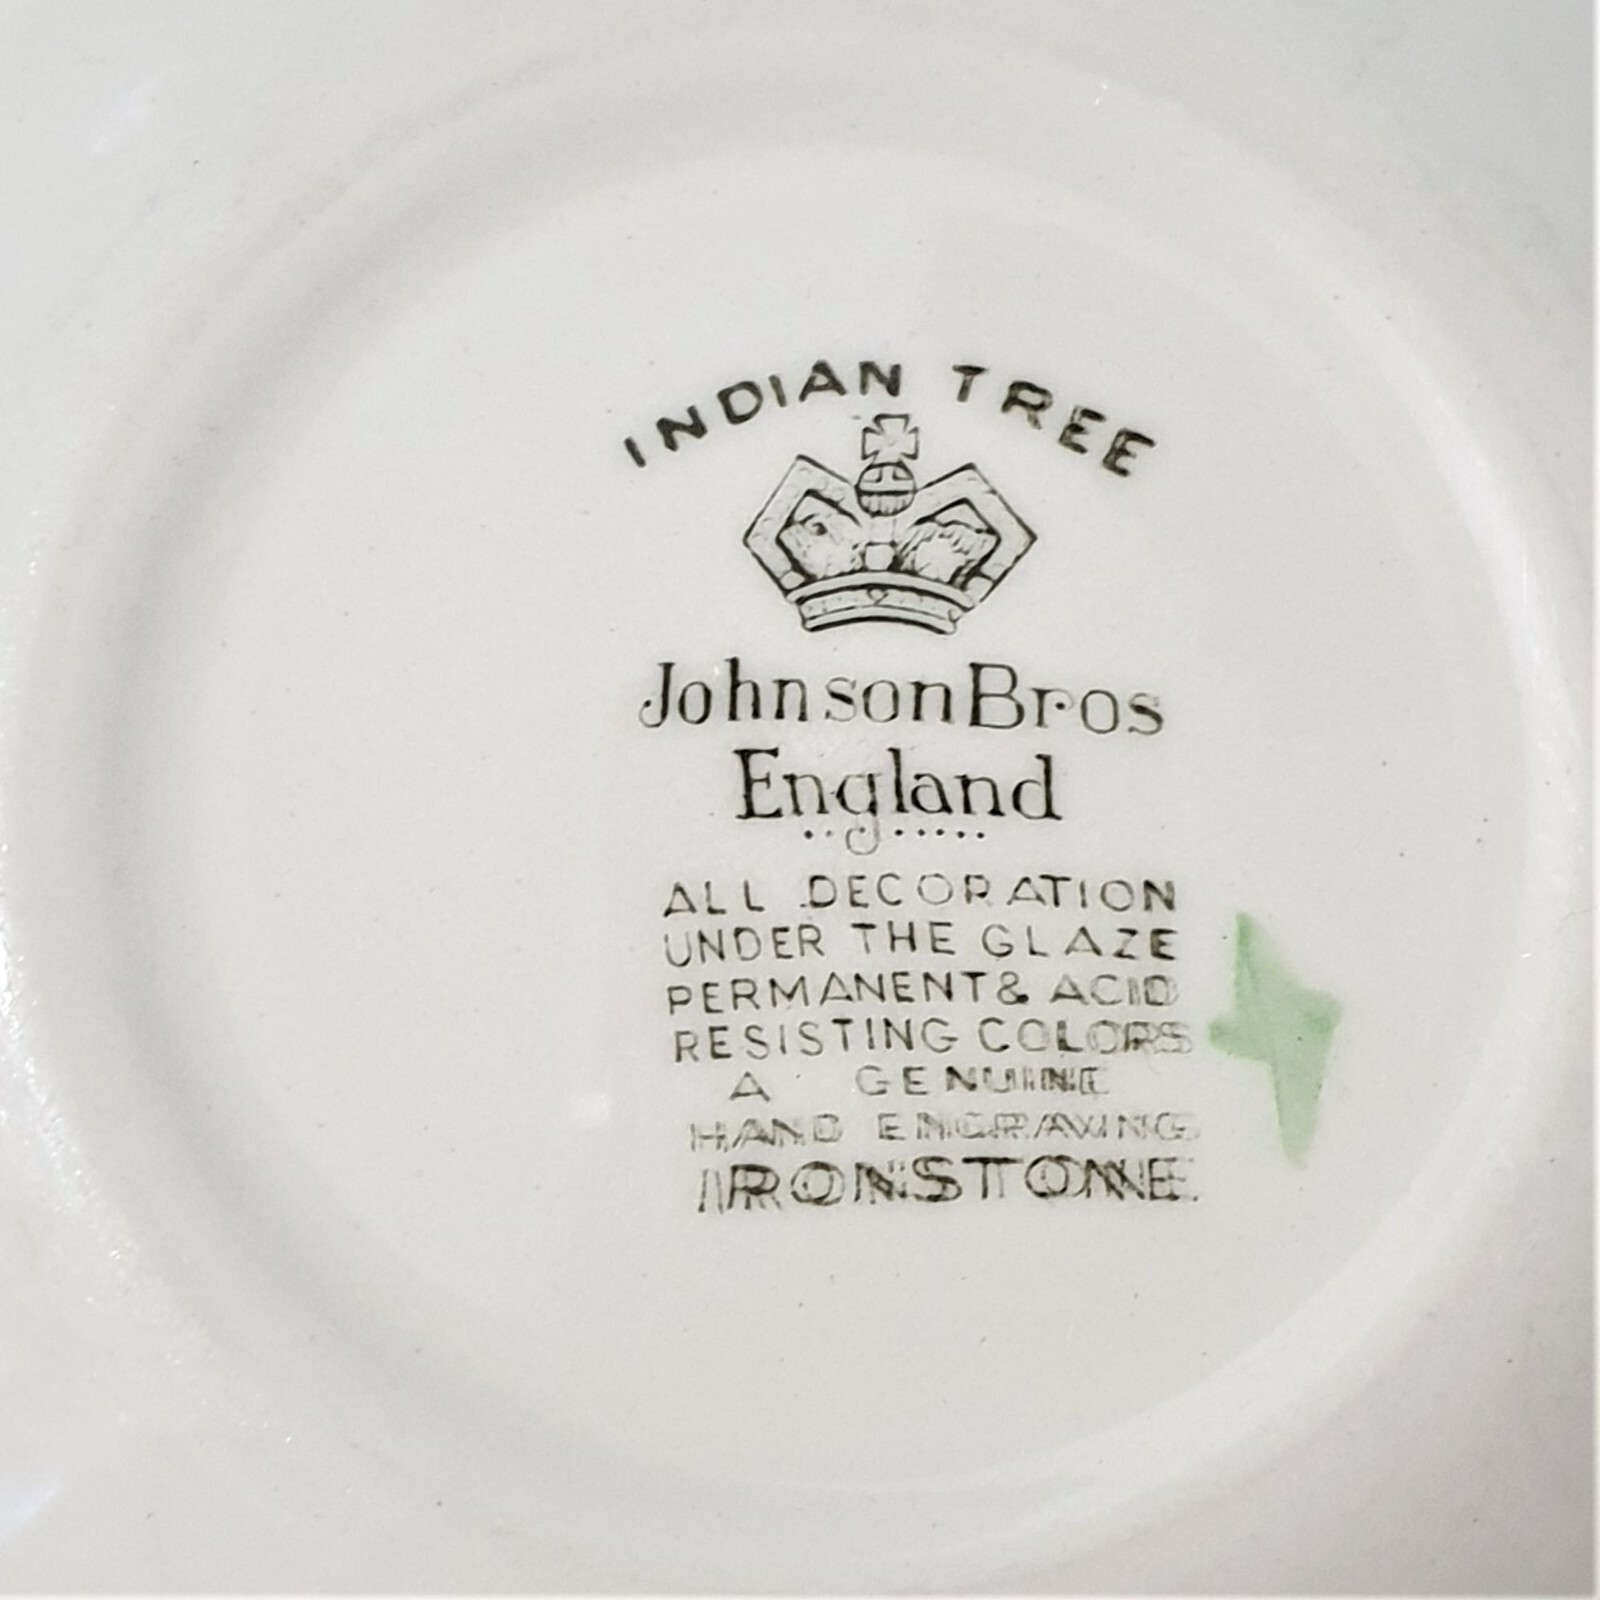 INDIAN TREE
Johnson Bros
England
ALL DECORATION
UNDER THE GLAZE
PERMANENT & ACID
RESISTING COLORS
A GENUINE
HAND ENGRAVING
IRONSTONE